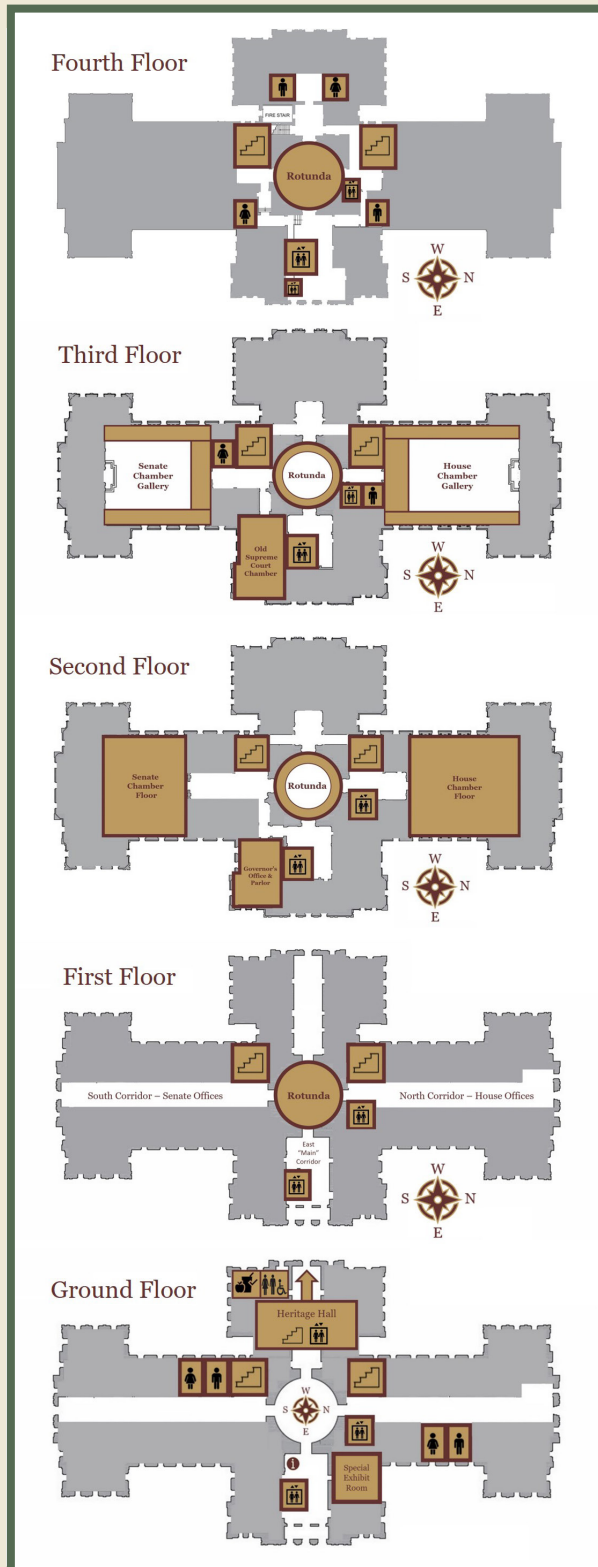 Fourth Floor
FIRE STAIR
Rotunda
W
S N
E
Third Floor
Senate
Chamber
Gallery
Rotunda
House
Chamber
Gallery
Old
Supreme
Court
Chamber
W
S N
E
Second Floor
Senate
Chamber
Floor
Rotunda
House
Chamber
Floor
Governor's
Office &
Parlor
W
S N
E
First Floor
South Corridor – Senate Offices
Rotunda
North Corridor – House Offices
East
"Main"
Corridor
W
S N
E
Ground Floor
Heritage Hall
W
S N
E
i
Special
Exhibit
Room